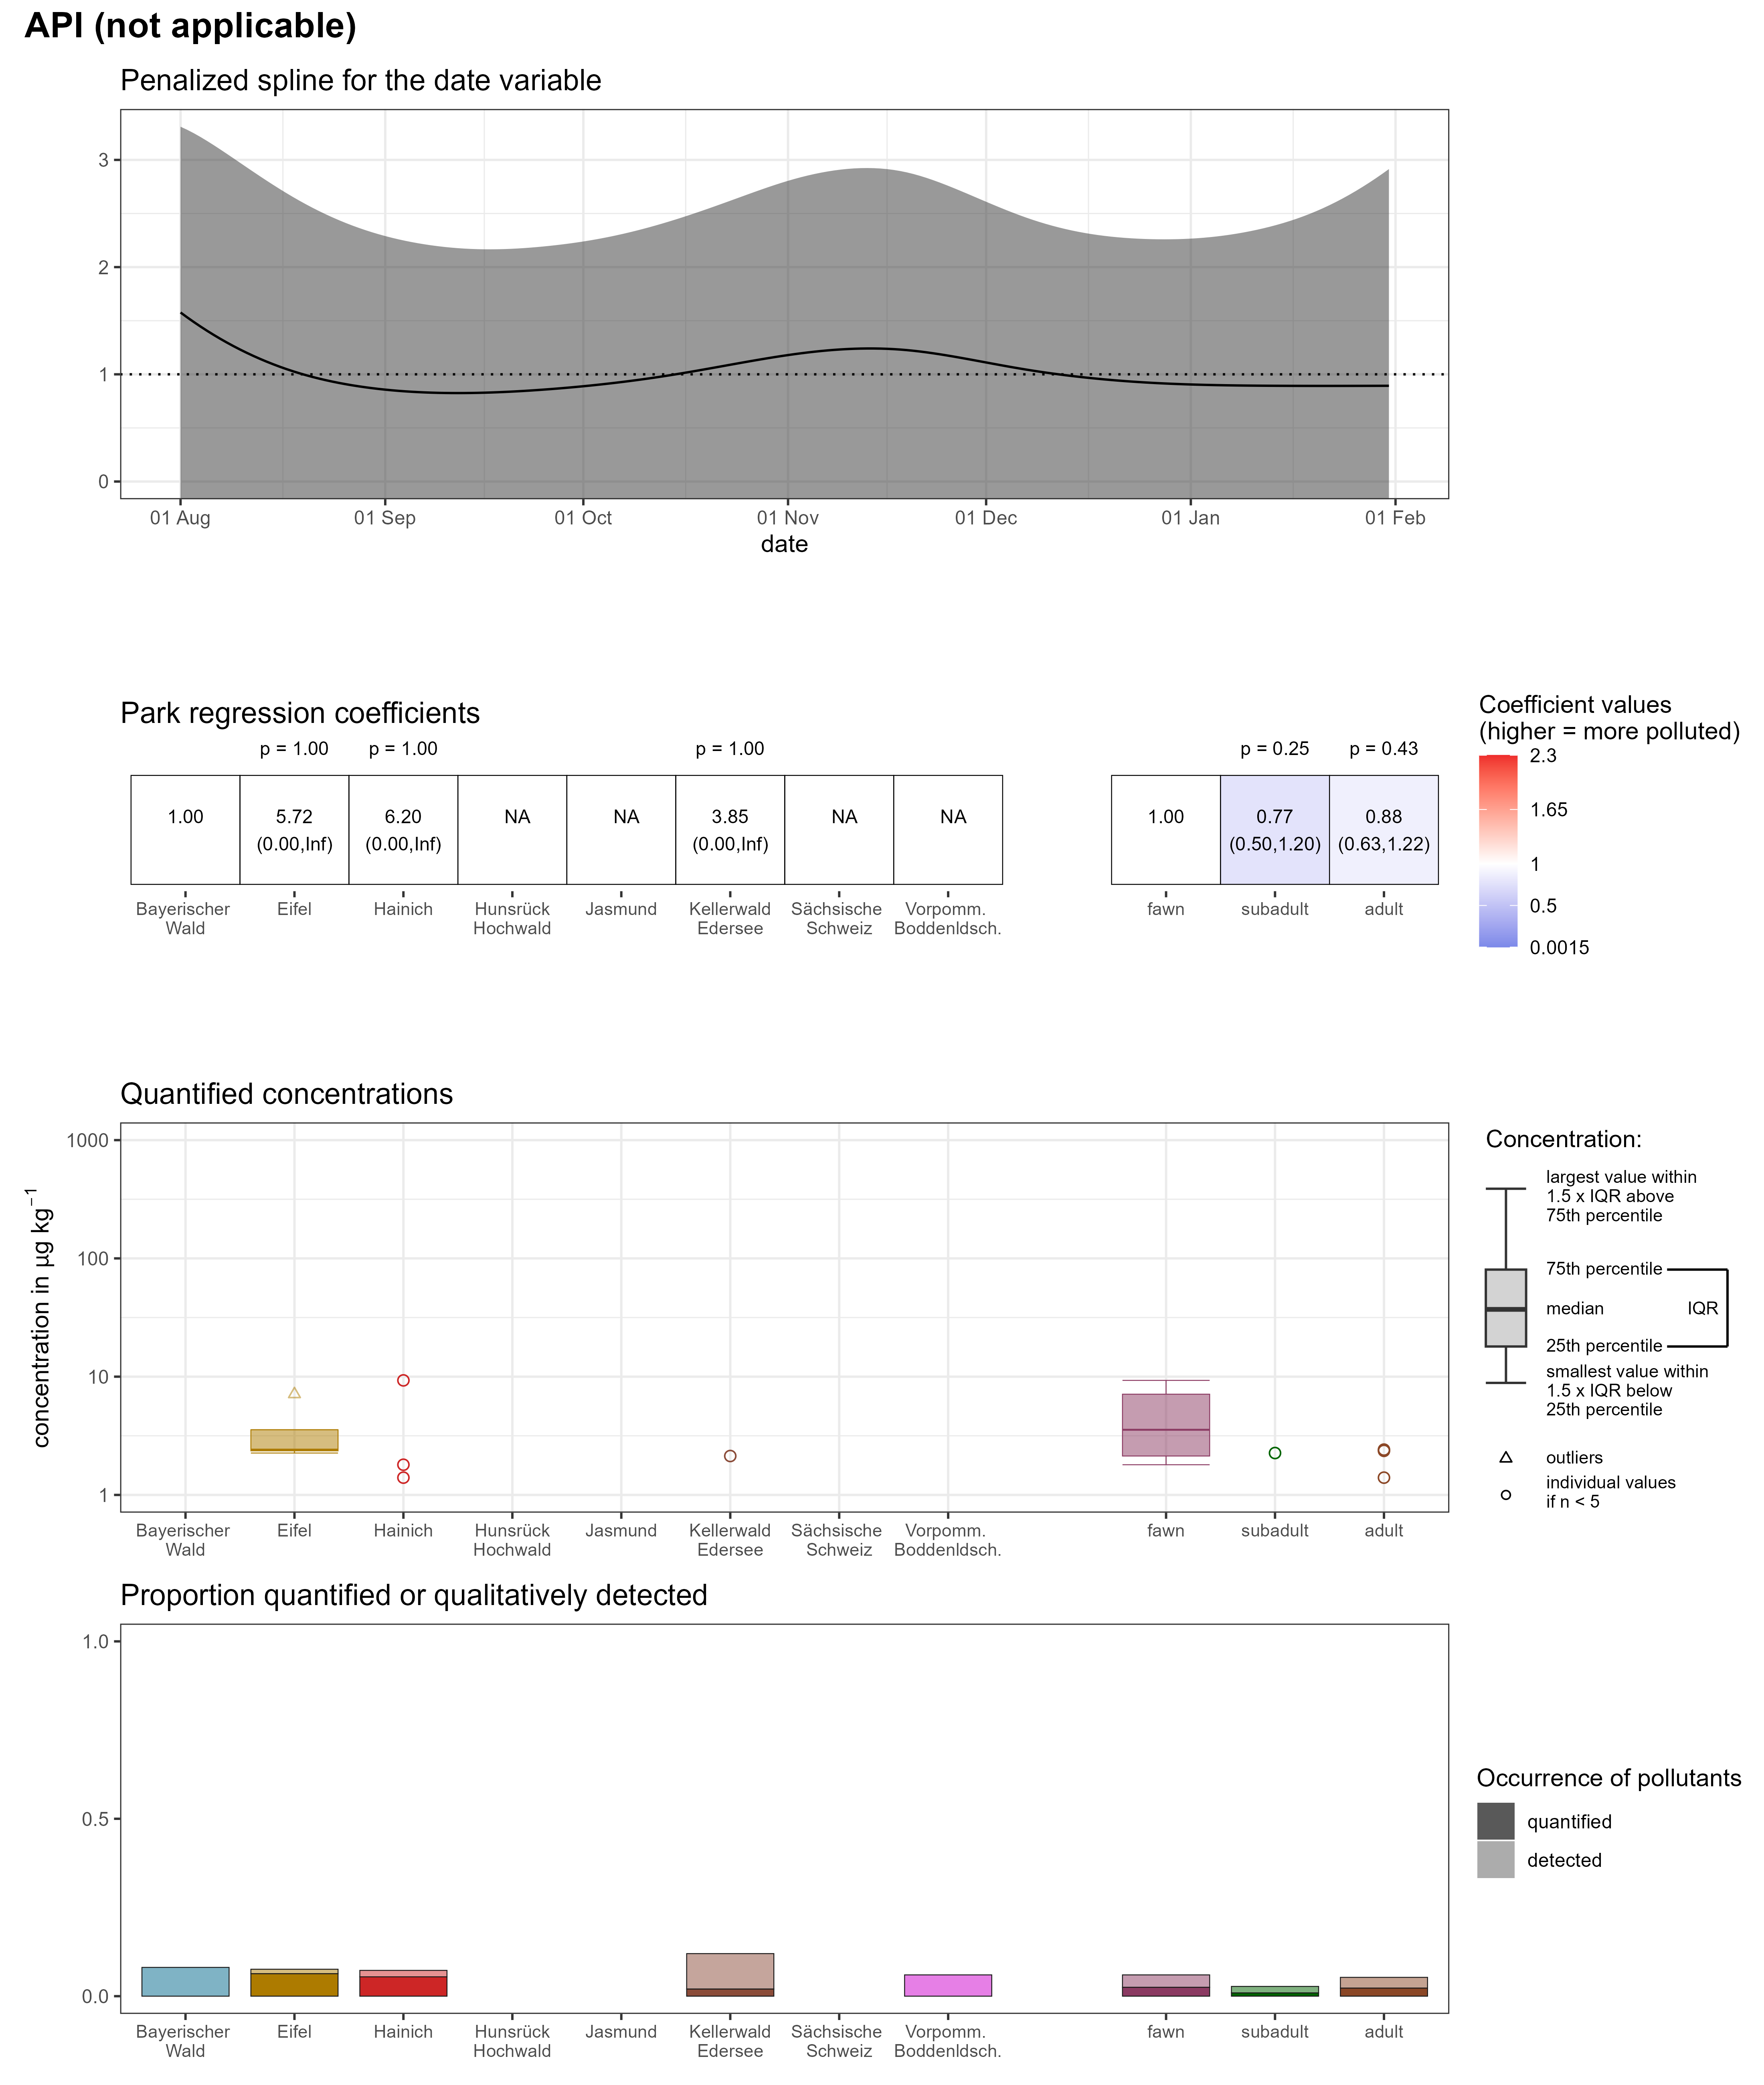 API (not applicable)
Penalized spline for the date variable
3
2
1
0
01 Aug 01 Sep 01 Oct 01 Nov 01 Dec 01 Jan 01 Feb
date
Park regression coefficients
p = 1.00 p = 1.00 p = 1.00 p = 0.25 p = 0.43
1.00 5.72 6.20 NA NA 3.85 NA NA 1.00 0.77 0.88
(0.00,Inf) (0.00,Inf) (0.00,Inf) (0.50,1.20) (0.63,1.22)
Bayerischer Eifel Hainich Hunsrück Jasmund Kellerwald Sächsische Vorpomm. fawn subadult adult
Wald Hochwald Edersee Schweiz Boddenldsch.
Coefficient values
(higher = more polluted)
2.3
1.65
1
0.5
0.0015
Quantified concentrations
concentration in µg kg⁻¹
1000
100
10
1
Bayerischer Eifel Hainich Hunsrück Jasmund Kellerwald Sächsische Vorpomm. fawn subadult adult
Wald Hochwald Edersee Schweiz Boddenldsch.
Concentration:
largest value within
1.5 x IQR above
75th percentile
75th percentile
median IQR
25th percentile
smallest value within
1.5 x IQR below
25th percentile
outliers
individual values
if n < 5
Proportion quantified or qualitatively detected
1.0
0.5
0.0
Bayerischer Eifel Hainich Hunsrück Jasmund Kellerwald Sächsische Vorpomm. fawn subadult adult
Wald Hochwald Edersee Schweiz Boddenldsch.
Occurrence of pollutants
quantified
detected